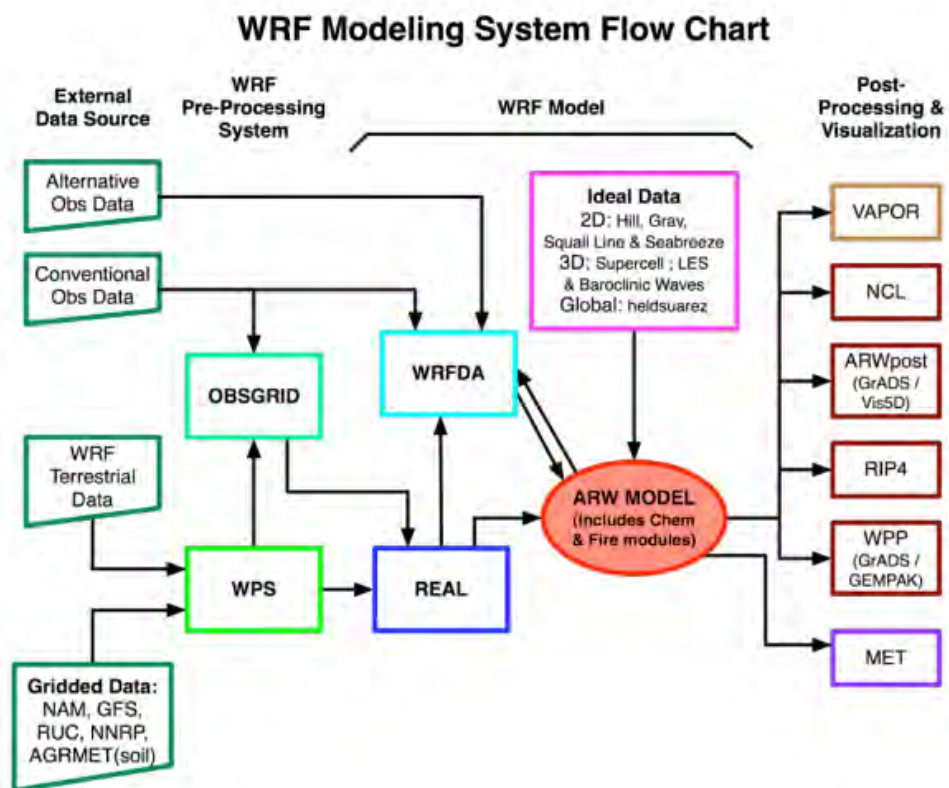 WRF Modeling System Flow Chart
External
Data Source
WRF
Pre-Processing
System
WRF Model
Post-
Processing &
Visualization
Alternative
Obs Data
Conventional
Obs Data
WRF
Terrestrial
Data
Gridded Data:
NAM, GFS,
RUC, NNRP,
AGRMET(soil)
OBSGRID
WPS
WRFDA
REAL
Ideal Data
2D: Hill, Grav,
Squall Line & Seabreeze
3D; Supercell ; LES
& Baroclinic Waves
Global: heldsuarez
ARW MODEL
(Includes Chem
& Fire modules)
VAPOR
NCL
ARWpost
(GrADS /
Vis5D)
RIP4
WPP
(GrADS /
GEMPAK)
MET